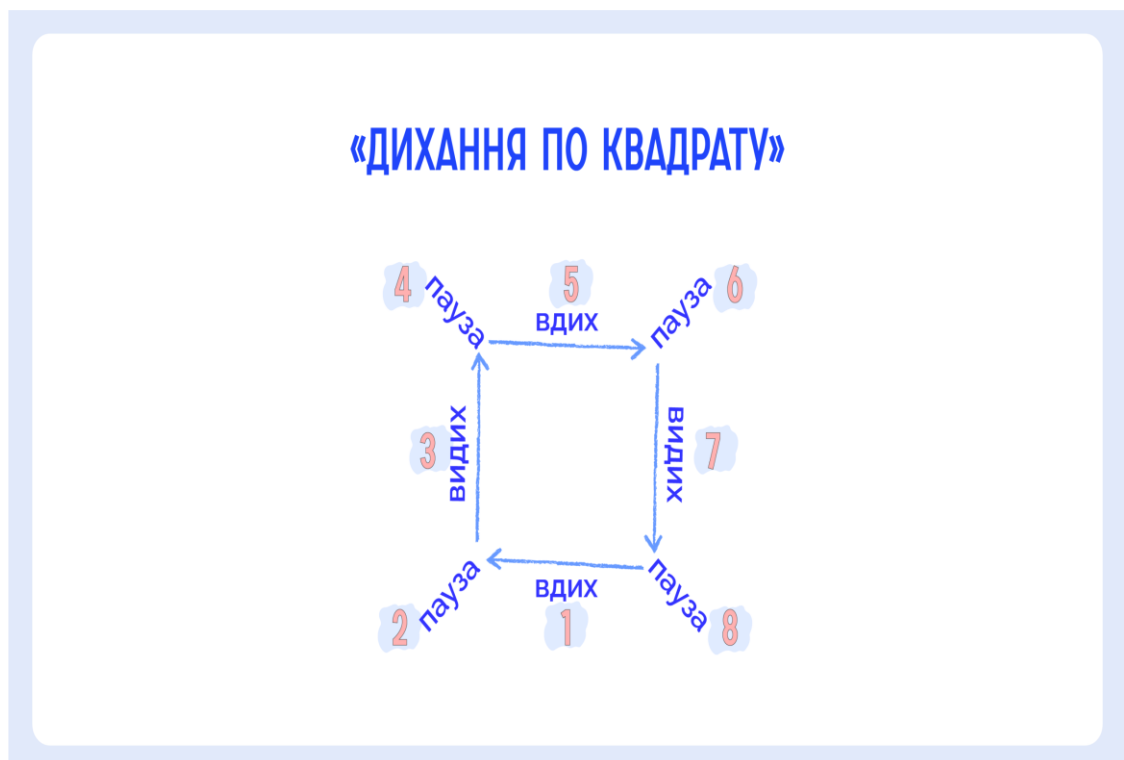 «ДИХАННЯ ПО КВАДРАТУ»
4 пауза
5
вдих
пауза 6
3 видих
видих 7
2 пауза
вдих
1
пауза 8